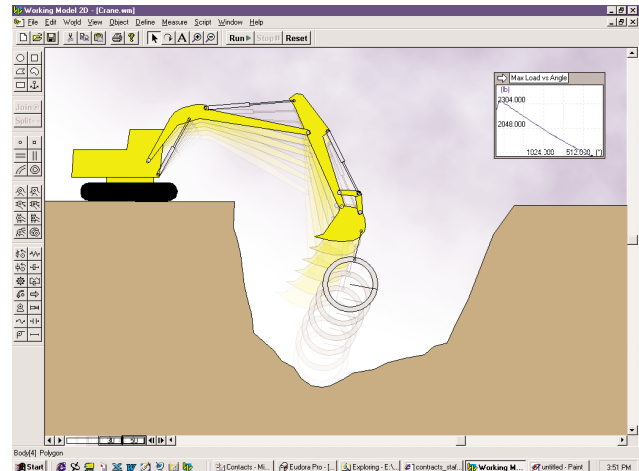 Working Model 2D - [Crane.wm]
File Edit World View Object Define Measure Script Window Help
Run Stop Reset
Join
Split
Max Load vs Angle
(lb)
2304.000
2048.000
1024.000 512.000 (°)
Body[4] Polygon
Start Contacts - Mi... Eudora Pro - [... Exploring - E:\... contracts_staf... Working M... untitled - Paint 3:51 PM